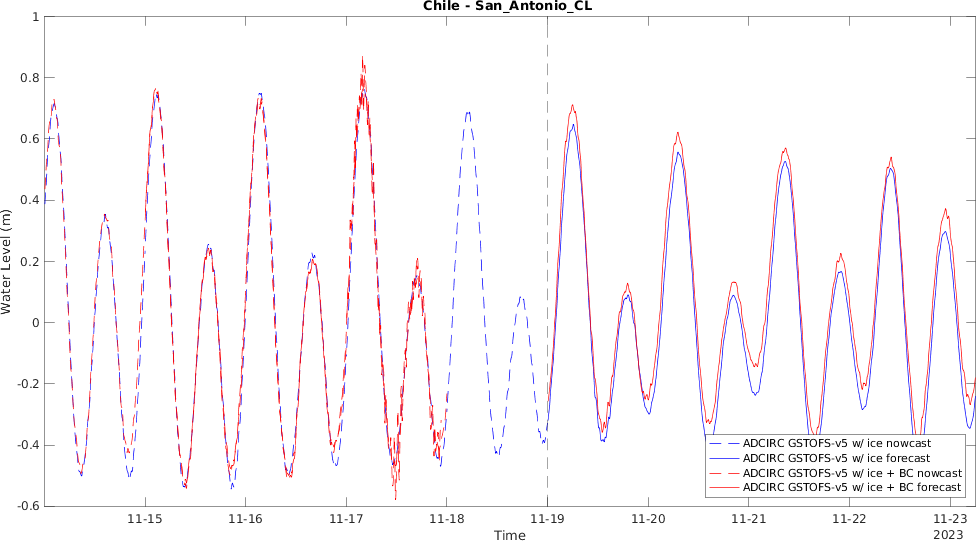 Chile - San_Antonio_CL
1
0.8
0.6
0.4
0.2
0
-0.2
-0.4
-0.6
Water Level (m)
11-15 11-16 11-17 11-18 11-19 11-20 11-21 11-22 11-23
2023
Time
ADCIRC GSTOFS-v5 w/ ice nowcast
ADCIRC GSTOFS-v5 w/ ice forecast
ADCIRC GSTOFS-v5 w/ ice + BC nowcast
ADCIRC GSTOFS-v5 w/ ice + BC forecast